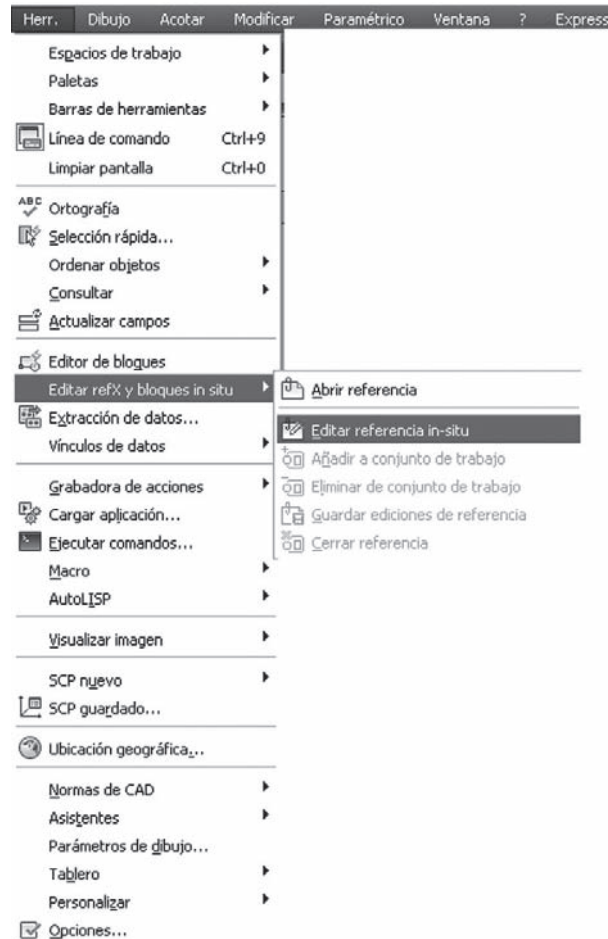 Herr. Dibujo Acotar Modificar Paramétrico Ventana ? Express
Espacios de trabajo
Paletas
Barras de herramientas
Línea de comando Ctrl+9
Limpiar pantalla Ctrl+0
ABC Ortografía
Selección rápida...
Ordenar objetos
Consultar
Actualizar campos
Editor de bloques
Editar refX y bloques in situ
Extracción de datos...
Vínculos de datos
Grabadora de acciones
Cargar aplicación...
Ejecutar comandos...
Macro
AutoLISP
Visualizar imagen
SCP nuevo
SCP guardado...
Ubicación geográfica...
Normas de CAD
Asistentes
Parámetros de dibujo...
Tablero
Personalizar
Opciones...
Abrir referencia
Editar referencia in-situ
Añadir a conjunto de trabajo
Eliminar de conjunto de trabajo
Guardar ediciones de referencia
Cerrar referencia